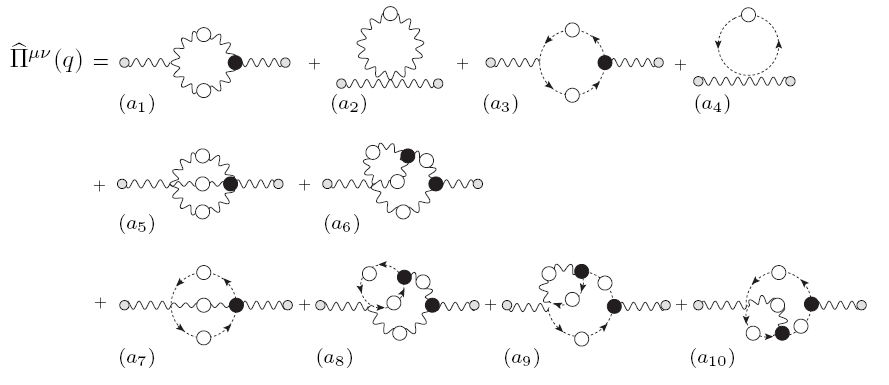 Π̂^{μν}(q) = + + +
(a₁) (a₂) (a₃) (a₄)
+ +
(a₅) (a₆)
+ + + +
(a₇) (a₈) (a₉) (a₁₀)